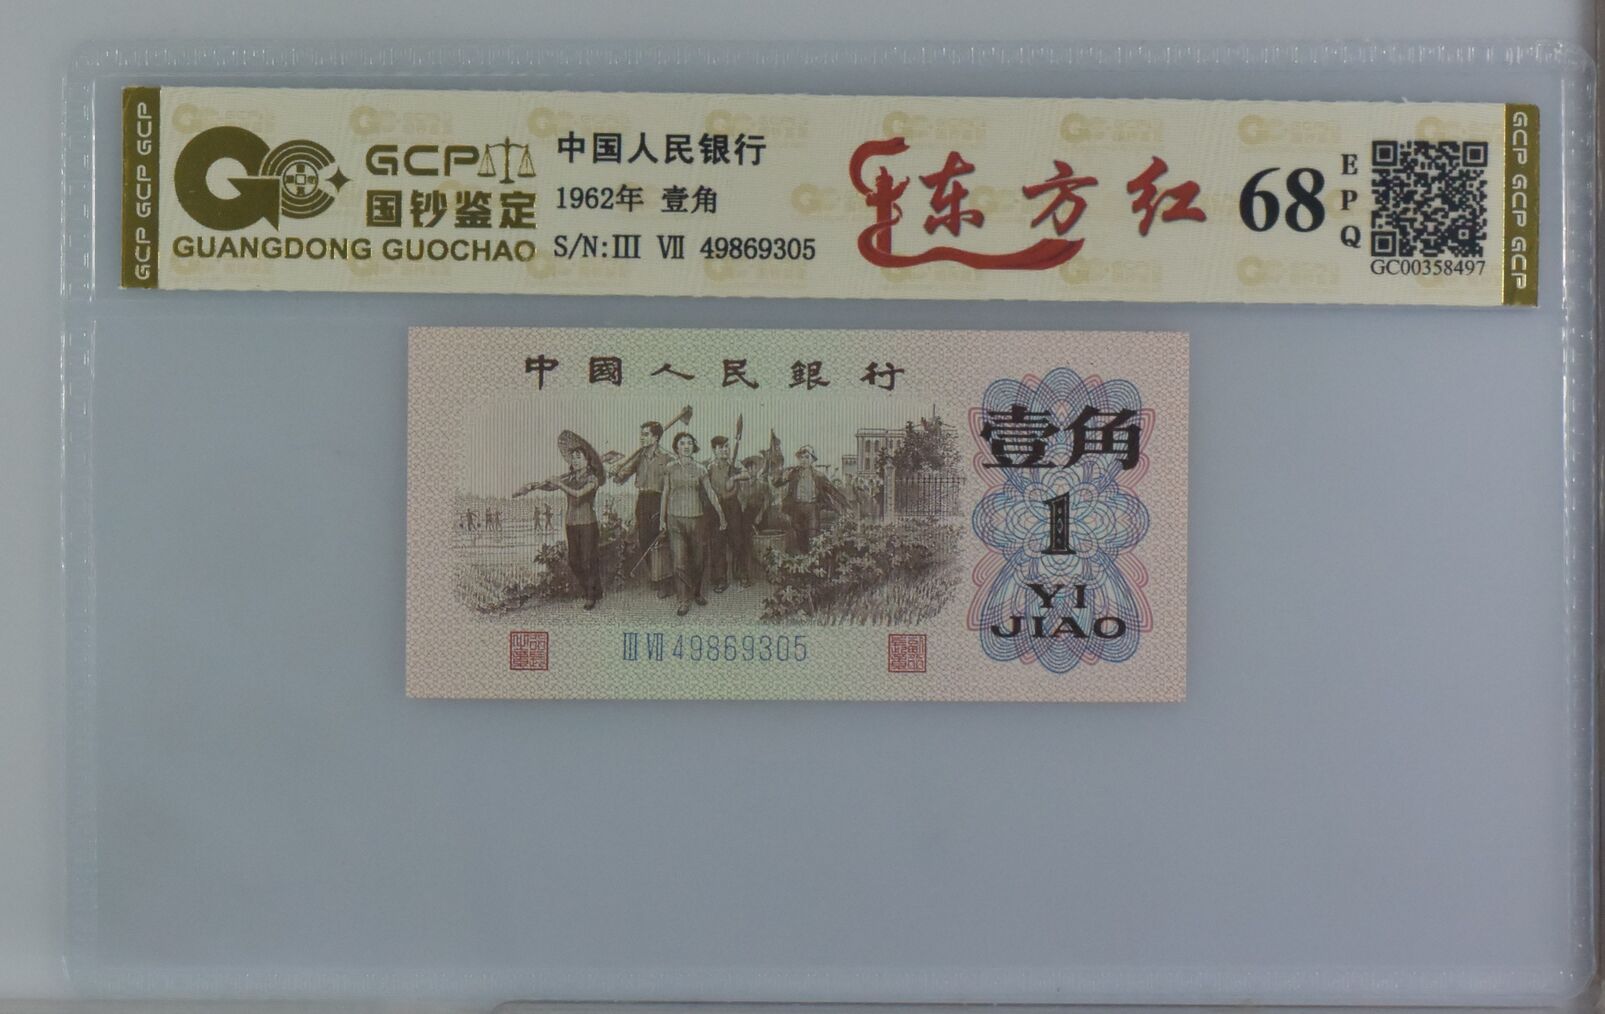 GCP GCP GCP
GCP
国钞鉴定
GUANGDONG GUOCHAO
中国人民银行
1962年 壹角
S/N:III VII 49869305
东方红
68
EPQ
GC00358497
GCP GCP GCP
中國人民銀行
壹角
1
YI
JIAO
III VII 49869305